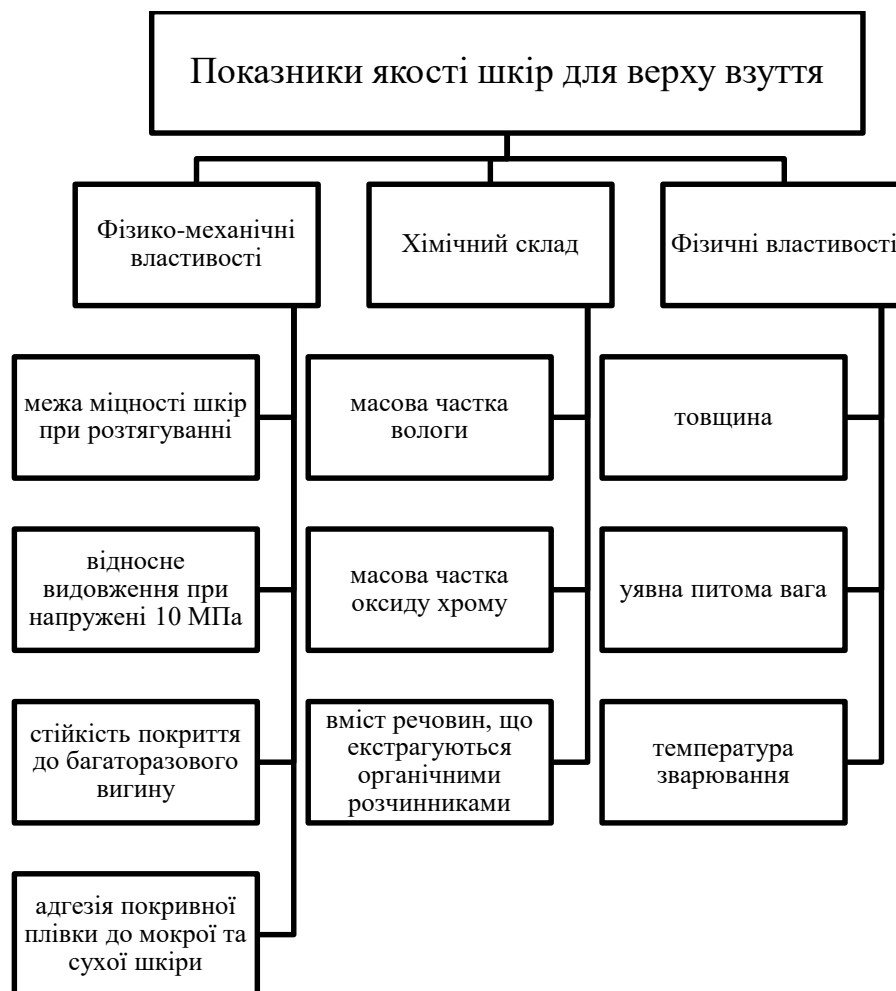 Показники якості шкір для верху взуття
Фізико-механічні
властивості
Хімічний склад
Фізичні властивості
межа міцності шкір
при розтягуванні
масова частка
вологи
товщина
відносне
видовження при
напружені 10 МПа
масова частка
оксиду хрому
уявна питома вага
стійкість покриття
до багаторазового
вигину
вміст речовин, що
екстрагуються
органічними
розчинниками
температура
зварювання
адгезія покривної
плівки до мокрої та
сухої шкіри